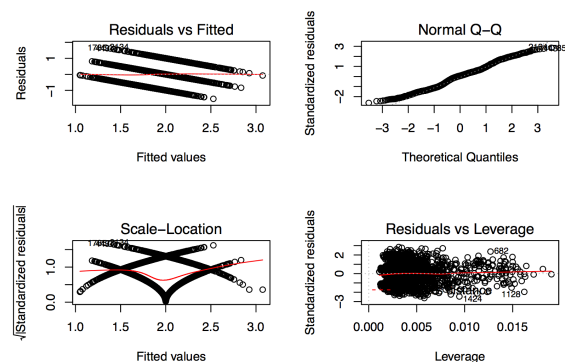 Residuals vs Fitted
Residuals
1
−1
1.0 1.5 2.0 2.5 3.0
Fitted values
Normal Q−Q
Standardized residuals
3
0
−2
−3 −2 −1 0 1 2 3
Theoretical Quantiles
Scale−Location
√|Standardized residuals|
1.0
0.0
1.0 1.5 2.0 2.5 3.0
Fitted values
Residuals vs Leverage
Standardized residuals
2
0
−3
682
1128
1424
0.000 0.005 0.010 0.015
Leverage